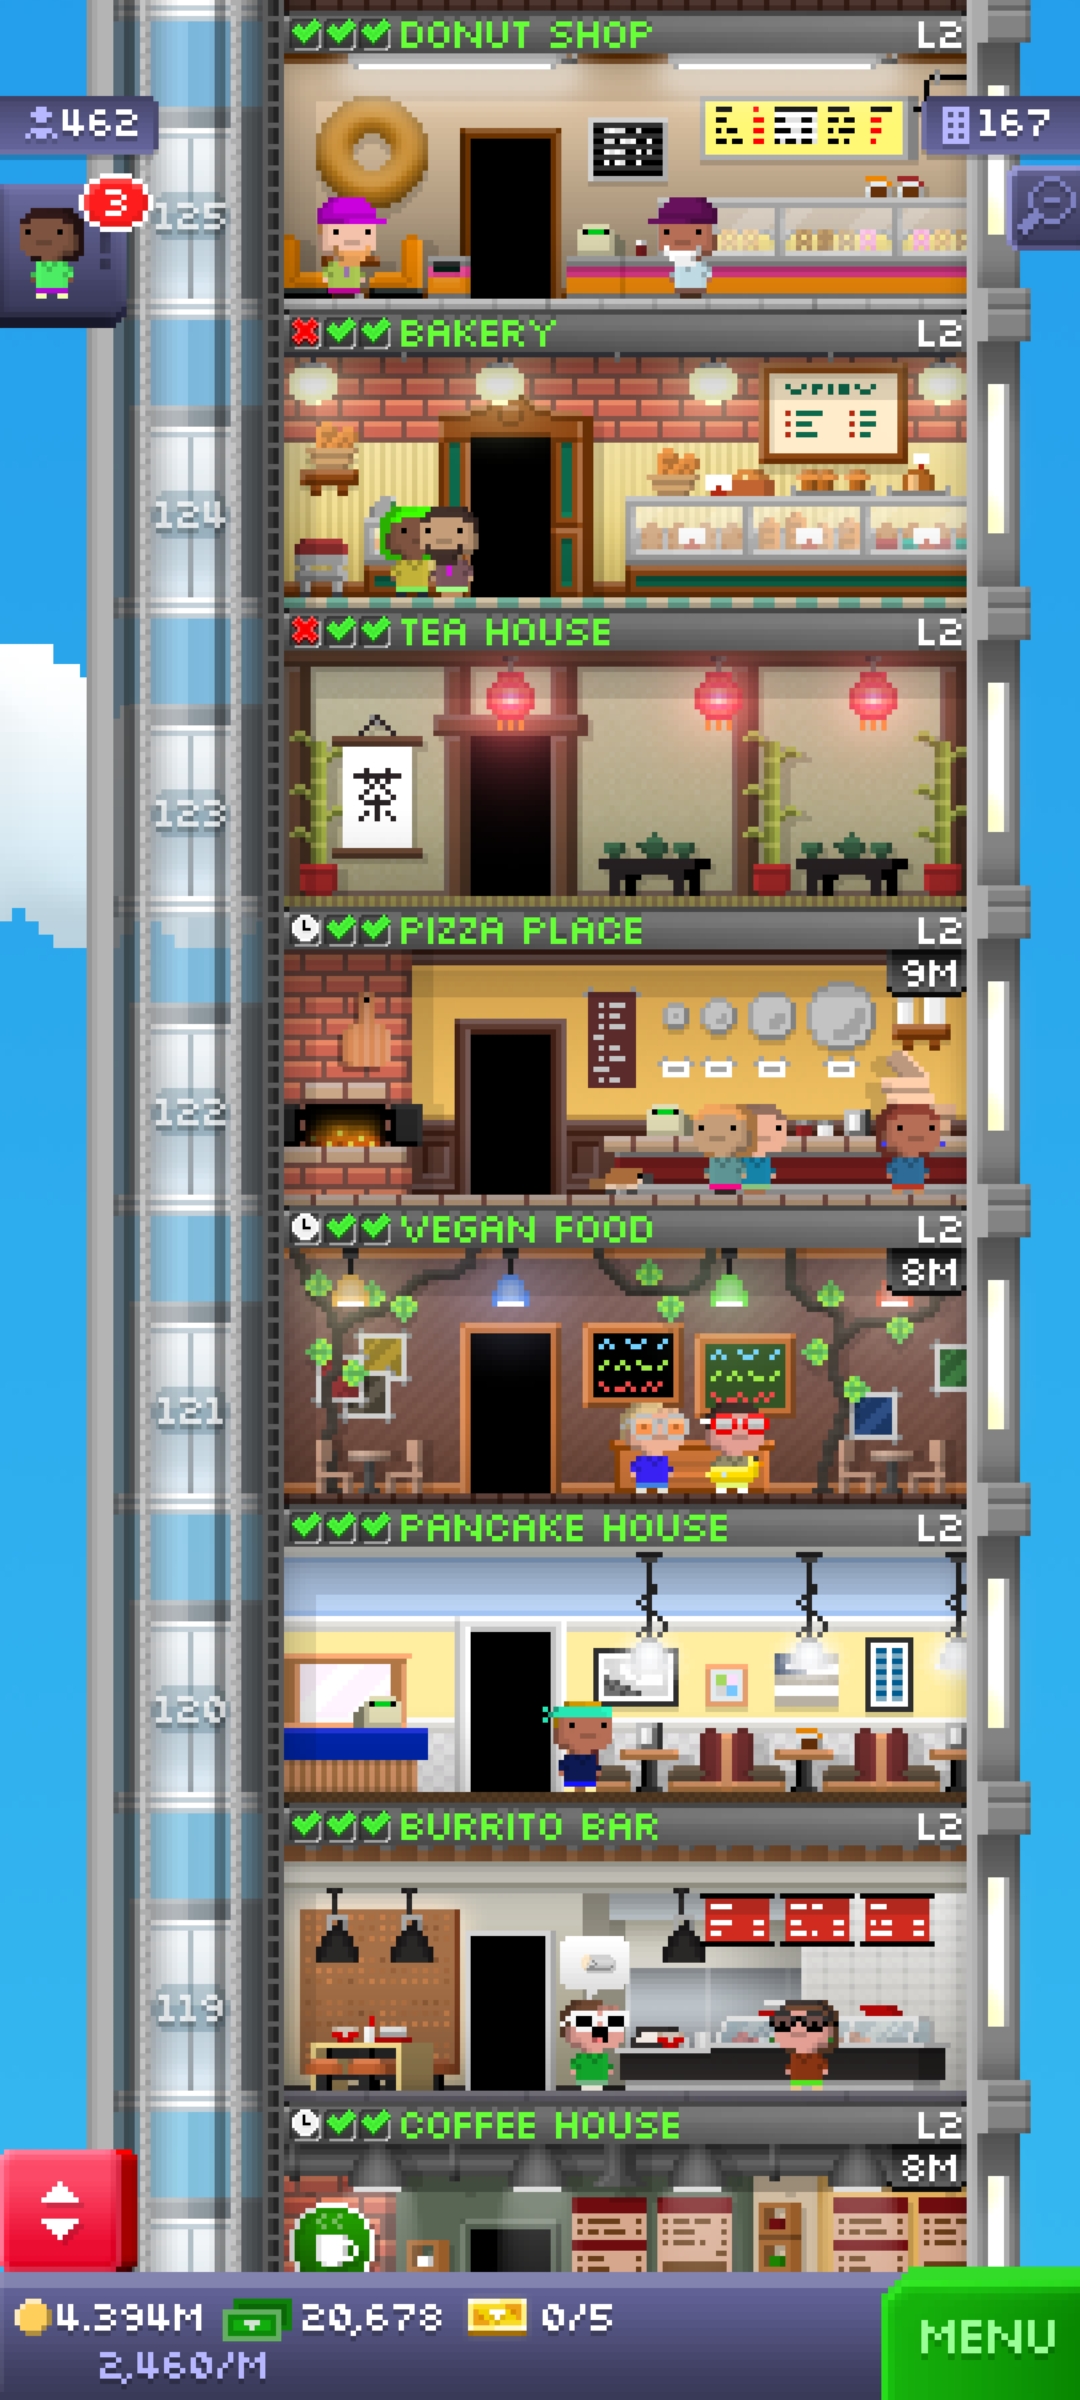 DONUT SHOP L2
462
167
3
125
BAKERY L2
124
TEA HOUSE L2
茶
123
PIZZA PLACE L2
9M
122
VEGAN FOOD L2
8M
121
PANCAKE HOUSE L2
120
BURRITO BAR L2
119
COFFEE HOUSE L2
8M
4.394M 20,678 0/5
2,460/M
MENU